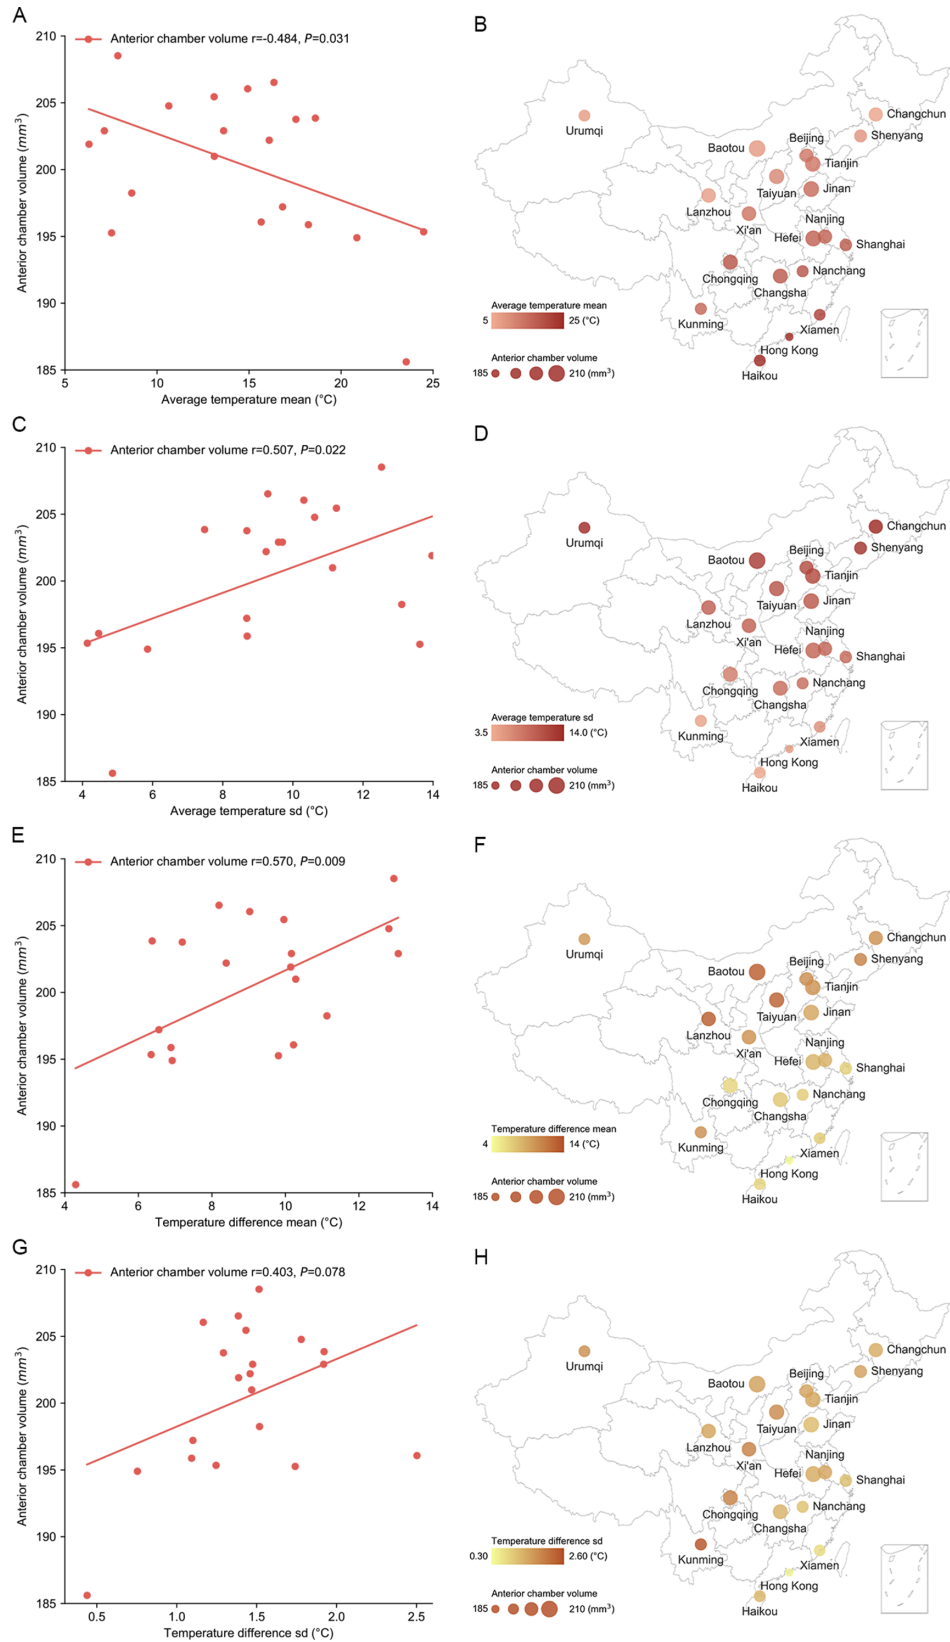 A
Anterior chamber volume r=-0.484, P=0.031
210
205
200
195
190
185
Anterior chamber volume (mm³)
5
10
15
20
25
Average temperature mean (°C)
B
Urumqi
Changchun
Shenyang
Baotou
Beijing
Tianjin
Taiyuan
Jinan
Lanzhou
Xi'an
Nanjing
Hefei
Shanghai
Chongqing
Nanchang
Changsha
Kunming
Xiamen
Hong Kong
Haikou
Average temperature mean
5
25 (°C)
Anterior chamber volume
185
210 (mm³)
C
Anterior chamber volume r=0.507, P=0.022
210
205
200
195
190
185
Anterior chamber volume (mm³)
4
6
8
10
12
14
Average temperature sd (°C)
D
Urumqi
Changchun
Shenyang
Baotou
Beijing
Tianjin
Taiyuan
Jinan
Lanzhou
Xi'an
Nanjing
Hefei
Shanghai
Chongqing
Nanchang
Changsha
Kunming
Xiamen
Hong Kong
Haikou
Average temperature sd
3.5
14.0 (°C)
Anterior chamber volume
185
210 (mm³)
E
Anterior chamber volume r=0.570, P=0.009
210
205
200
195
190
185
Anterior chamber volume (mm³)
4
6
8
10
12
14
Temperature difference mean (°C)
F
Urumqi
Changchun
Shenyang
Baotou
Beijing
Tianjin
Taiyuan
Jinan
Lanzhou
Xi'an
Nanjing
Hefei
Shanghai
Chongqing
Nanchang
Changsha
Kunming
Xiamen
Hong Kong
Haikou
Temperature difference mean
4
14 (°C)
Anterior chamber volume
185
210 (mm³)
G
Anterior chamber volume r=0.403, P=0.078
210
205
200
195
190
185
Anterior chamber volume (mm³)
0.5
1.0
1.5
2.0
2.5
Temperature difference sd (°C)
H
Urumqi
Changchun
Shenyang
Baotou
Beijing
Tianjin
Taiyuan
Jinan
Lanzhou
Xi'an
Nanjing
Hefei
Shanghai
Chongqing
Nanchang
Changsha
Kunming
Xiamen
Hong Kong
Haikou
Temperature difference sd
0.30
2.60 (°C)
Anterior chamber volume
185
210 (mm³)